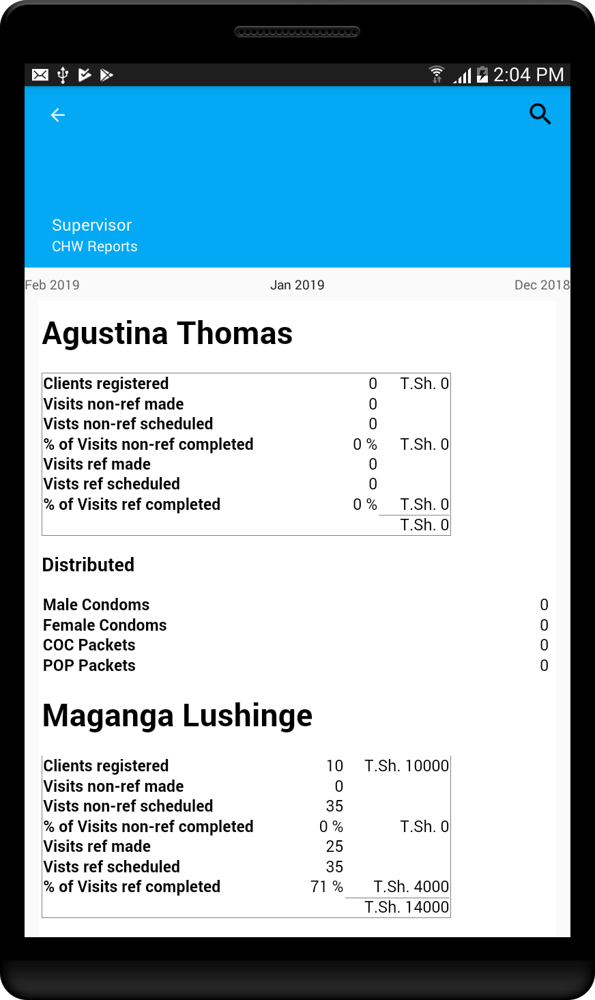 2:04 PM
Supervisor
CHW Reports
Feb 2019 Jan 2019 Dec 2018
Agustina Thomas
Clients registered 0 T.Sh. 0
Visits non-ref made 0
Vists non-ref scheduled 0
% of Visits non-ref completed 0 % T.Sh. 0
Visits ref made 0
Vists ref scheduled 0
% of Visits ref completed 0 % T.Sh. 0
T.Sh. 0
Distributed
Male Condoms 0
Female Condoms 0
COC Packets 0
POP Packets 0
Maganga Lushinge
Clients registered 10 T.Sh. 10000
Visits non-ref made 0
Vists non-ref scheduled 35
% of Visits non-ref completed 0 % T.Sh. 0
Visits ref made 25
Vists ref scheduled 35
% of Visits ref completed 71 % T.Sh. 4000
T.Sh. 14000